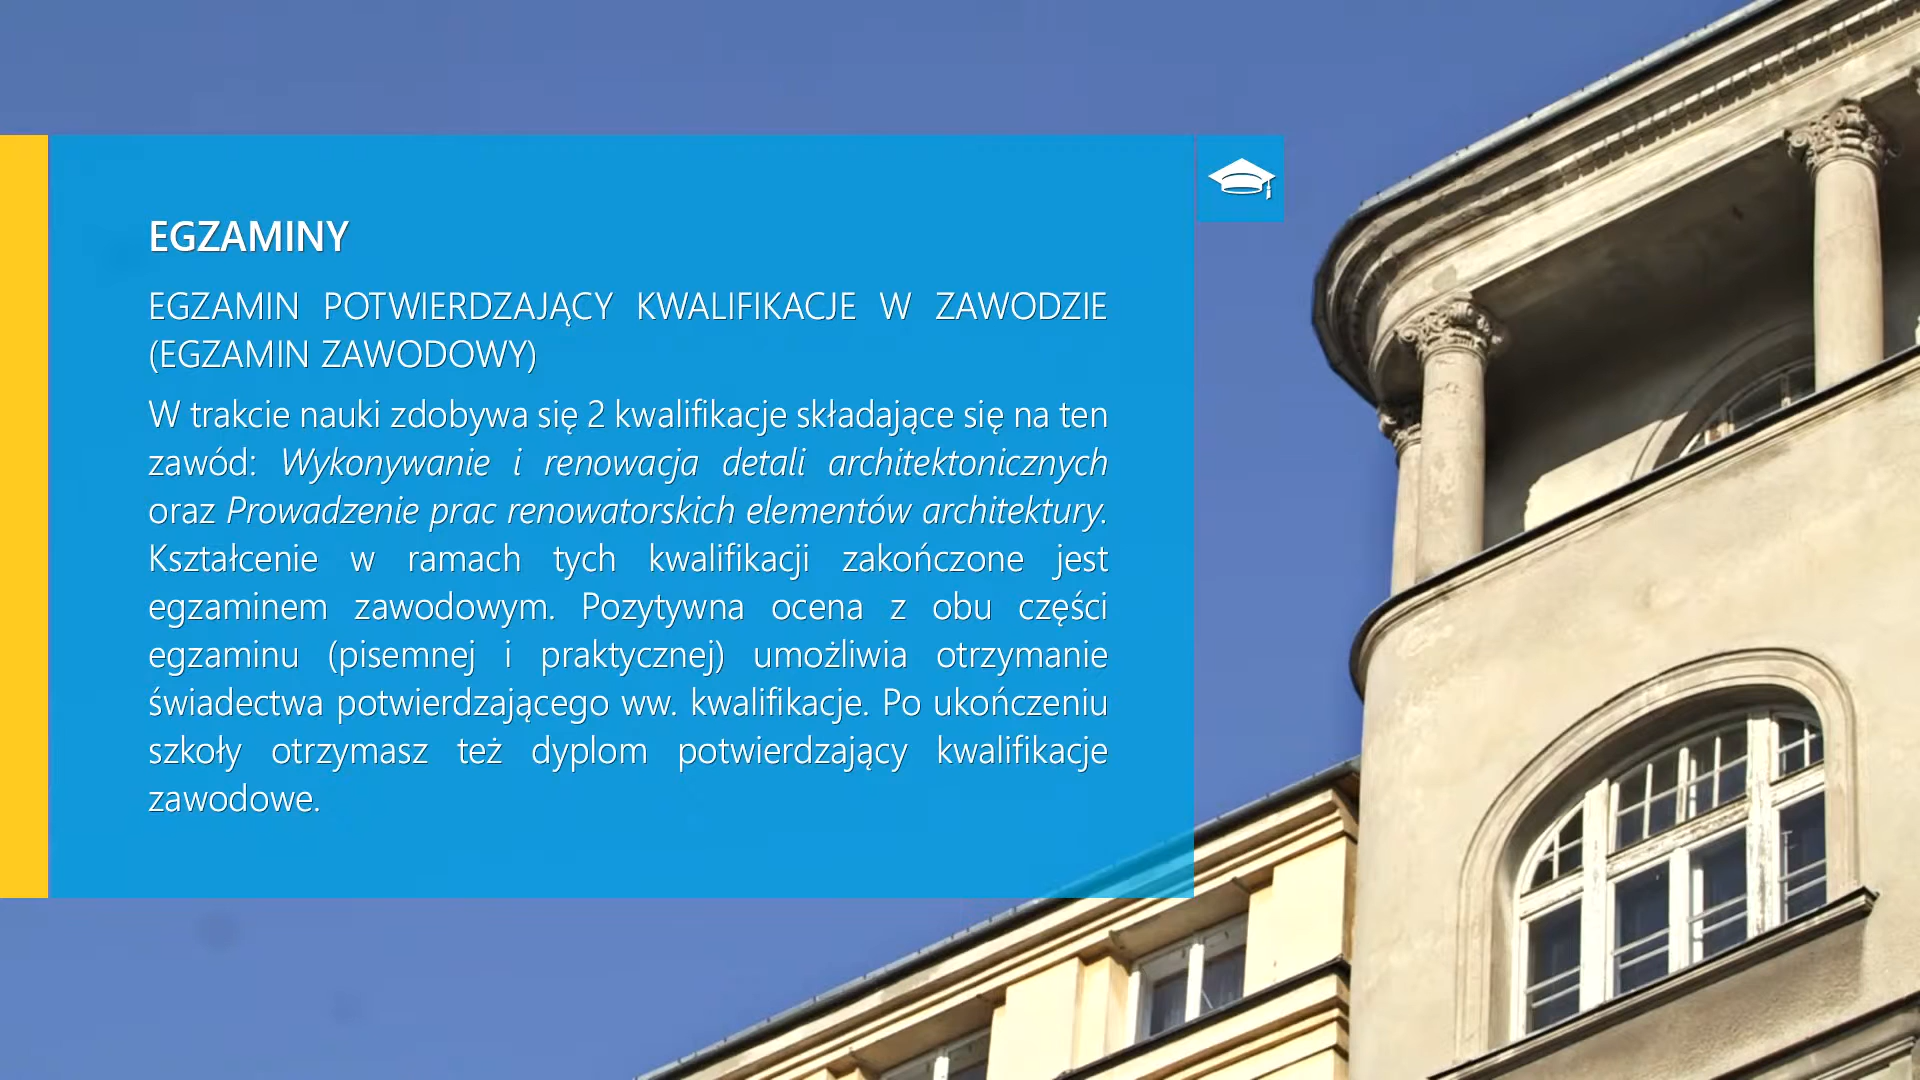 EGZAMINY
EGZAMIN POTWIERDZAJĄCY KWALIFIKACJE W ZAWODZIE
(EGZAMIN ZAWODOWY)
W trakcie nauki zdobywa się 2 kwalifikacje składające się na ten
zawód: Wykonywanie i renowacja detali architektonicznych
oraz Prowadzenie prac renowatorskich elementów architektury.
Kształcenie w ramach tych kwalifikacji zakończone jest
egzaminem zawodowym. Pozytywna ocena z obu części
egzaminu (pisemnej i praktycznej) umożliwia otrzymanie
świadectwa potwierdzającego ww. kwalifikacje. Po ukończeniu
szkoły otrzymasz też dyplom potwierdzający kwalifikacje
zawodowe.